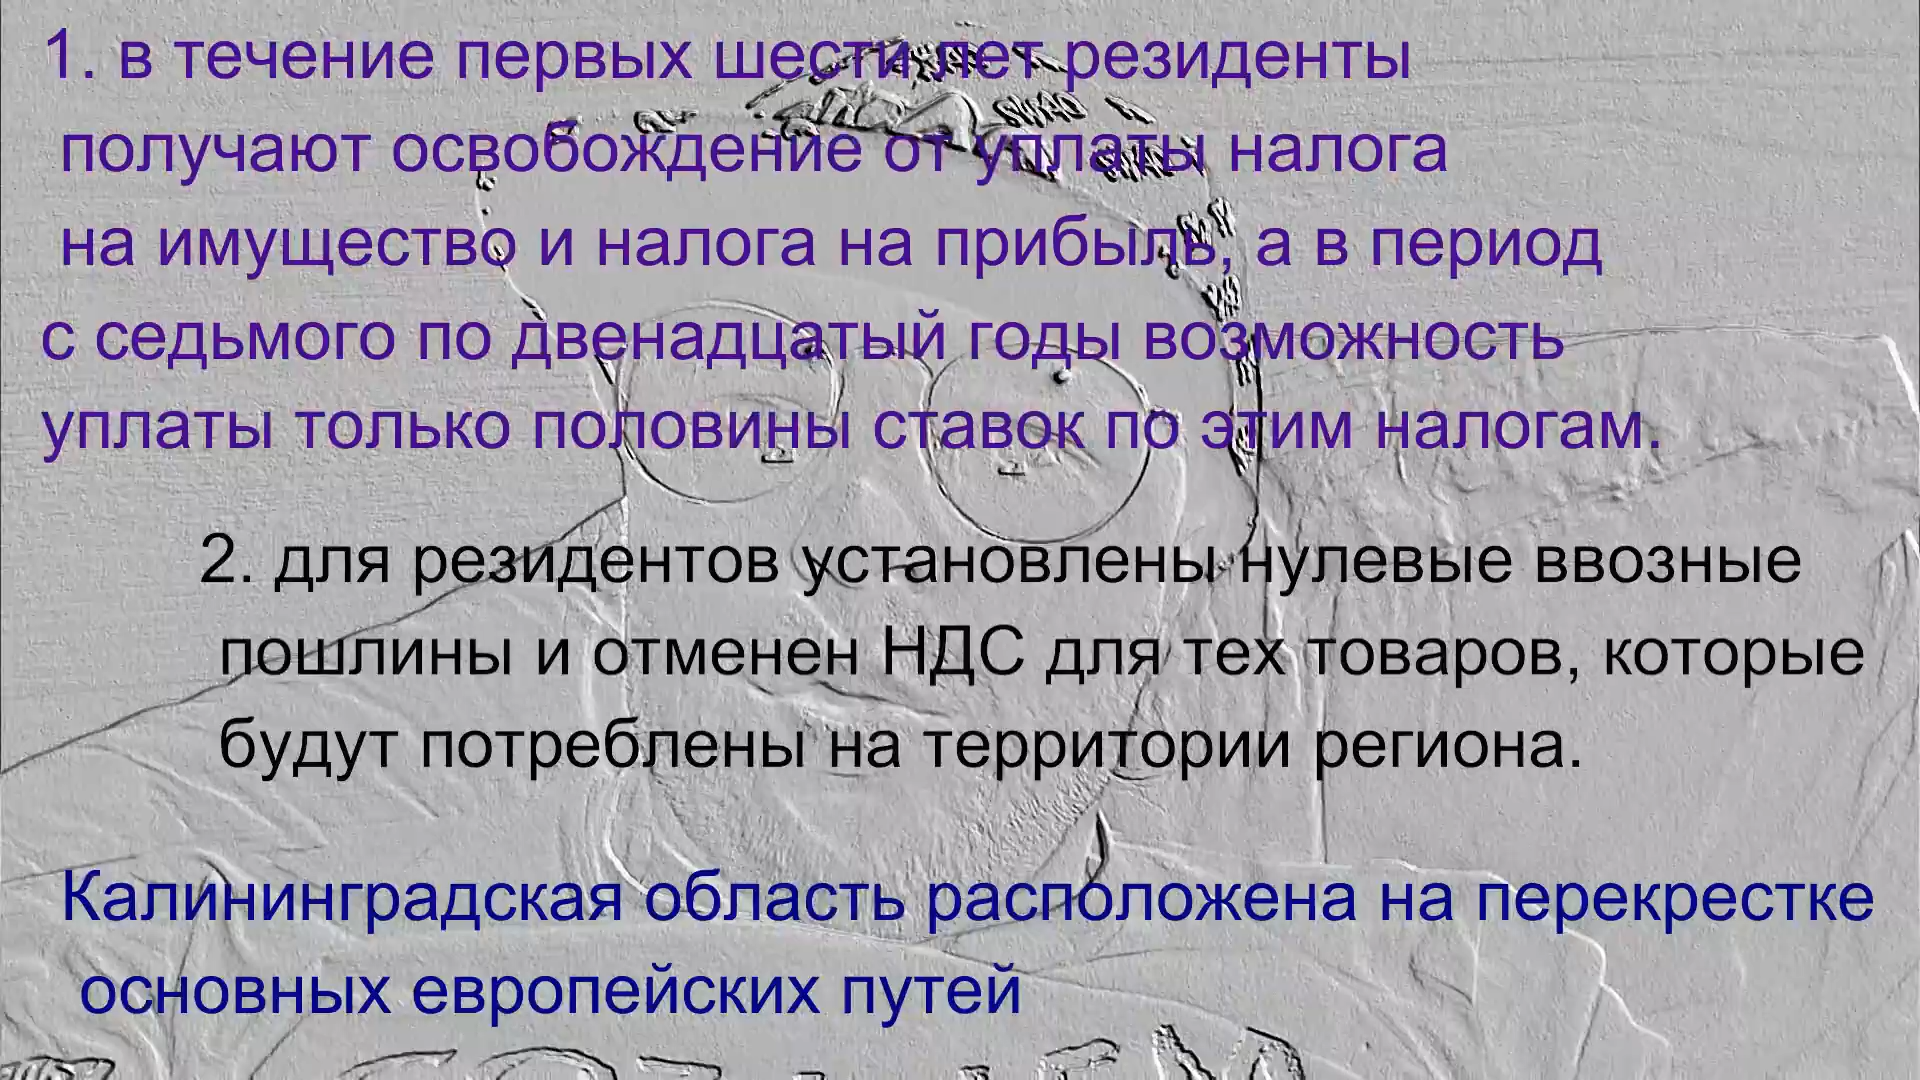 1. в течение первых шести лет резиденты
получают освобождение от уплаты налога
на имущество и налога на прибыль, а в период
с седьмого по двенадцатый годы возможность
уплаты только половины ставок по этим налогам.
2. для резидентов установлены нулевые ввозные
пошлины и отменен НДС для тех товаров, которые
будут потреблены на территории региона.
Калининградская область расположена на перекрестке
основных европейских путей